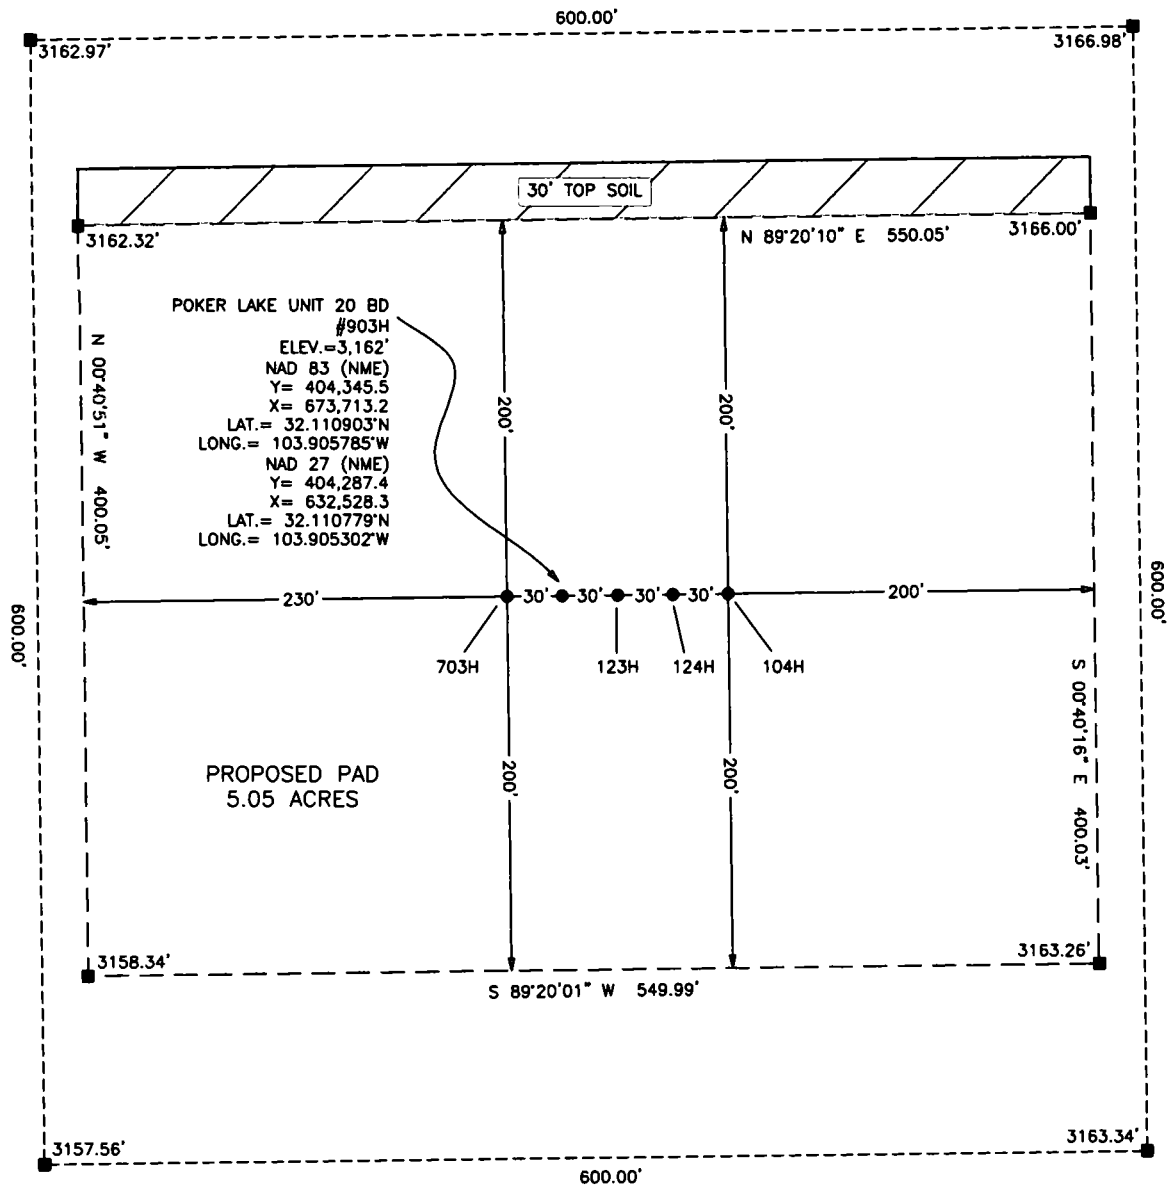 600.00'
3162.97'
3166.98'
30' TOP SOIL
3162.32'
N 89°20'10" E 550.05'
3166.00'
POKER LAKE UNIT 20 BD
#903H
ELEV.=3,162'
NAD 83 (NME)
Y= 404,345.5
X= 673,713.2
LAT.= 32.110903°N
LONG.= 103.905785°W
NAD 27 (NME)
Y= 404,287.4
X= 632,528.3
LAT.= 32.110779°N
LONG.= 103.905302°W
N 00°40'51" W 400.05'
200'
200'
600.00'
600.00'
230'
30'
30'
30'
30'
200'
703H
123H
124H
104H
S 00°40'16" E 400.03'
PROPOSED PAD
5.05 ACRES
200'
200'
3158.34'
3163.26'
S 89°20'01" W 549.99'
3157.56'
3163.34'
600.00'